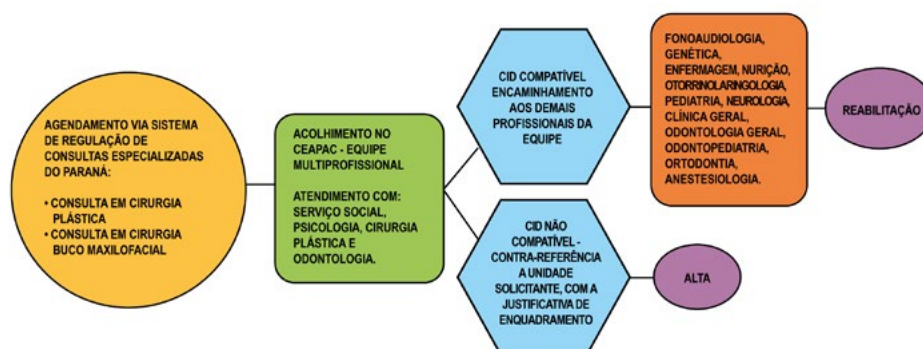 AGENDAMENTO VIA SISTEMA
DE REGULAÇÃO DE
CONSULTAS ESPECIALIZADAS
DO PARANÁ:
• CONSULTA EM CIRURGIA
PLÁSTICA
• CONSULTA EM CIRURGIA
BUCO MAXILOFACIAL
ACOLHIMENTO NO
CEAPAC - EQUIPE
MULTIPROFISSIONAL
ATENDIMENTO COM:
SERVIÇO SOCIAL,
PSICOLOGIA, CIRURGIA
PLÁSTICA E
ODONTOLOGIA.
CID COMPATÍVEL
ENCAMINHAMENTO
AOS DEMAIS
PROFISSIONAIS DA
EQUIPE
FONOAUDIOLOGIA,
GENÉTICA,
ENFERMAGEM, NURIÇÃO,
OTORRINOLARINGOLOGIA,
PEDIATRIA, NEUROLOGIA,
CLÍNICA GERAL,
ODONTOLOGIA GERAL,
ODONTOPEDIATRIA,
ORTODONTIA,
ANESTESIOLOGIA.
REABILITAÇÃO
CID NÃO
COMPATÍVEL -
CONTRA-REFERÊNCIA
A UNIDADE
SOLICITANTE, COM A
JUSTIFICATIVA DE
ENQUADRAMENTO
ALTA